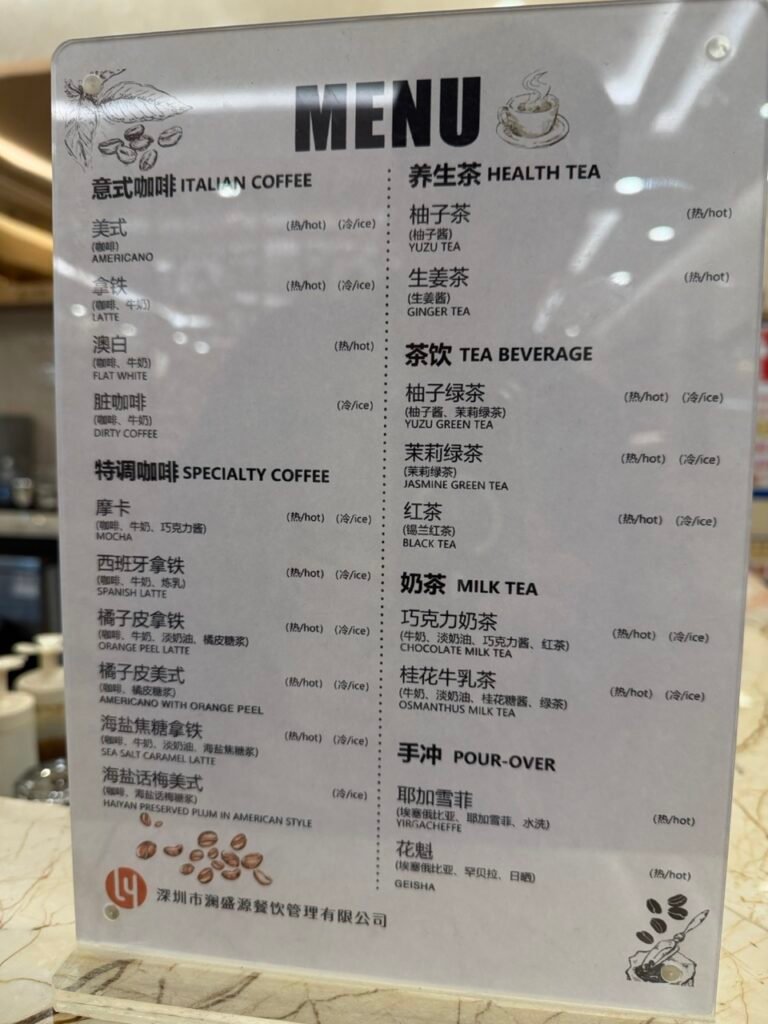 MENU
意式咖啡 ITALIAN COFFEE
美式 (热/hot) (冷/ice)
(咖啡)
AMERICANO
拿铁 (热/hot) (冷/ice)
(咖啡、牛奶)
LATTE
澳白 (热/hot)
(咖啡、牛奶)
FLAT WHITE
脏咖啡 (冷/ice)
(咖啡、牛奶)
DIRTY COFFEE
特调咖啡 SPECIALTY COFFEE
摩卡 (热/hot) (冷/ice)
(咖啡、牛奶、巧克力酱)
MOCHA
西班牙拿铁 (热/hot) (冷/ice)
(咖啡、牛奶、炼乳)
SPANISH LATTE
橘子皮拿铁 (热/hot) (冷/ice)
(咖啡、牛奶、淡奶油、橘皮糖浆)
ORANGE PEEL LATTE
橘子皮美式 (热/hot) (冷/ice)
(咖啡、橘皮糖浆)
AMERICANO WITH ORANGE PEEL
海盐焦糖拿铁 (热/hot) (冷/ice)
(咖啡、牛奶、淡奶油、海盐焦糖浆)
SEA SALT CARAMEL LATTE
海盐话梅美式 (冷/ice)
(咖啡、海盐话梅糖浆)
HAIYAN PRESERVED PLUM IN AMERICAN STYLE
深圳市澜盛源餐饮管理有限公司
养生茶 HEALTH TEA
柚子茶 (热/hot)
(柚子酱)
YUZU TEA
生姜茶 (热/hot)
(生姜酱)
GINGER TEA
茶饮 TEA BEVERAGE
柚子绿茶 (热/hot) (冷/ice)
(柚子酱、茉莉绿茶)
YUZU GREEN TEA
茉莉绿茶 (热/hot) (冷/ice)
(茉莉绿茶)
JASMINE GREEN TEA
红茶 (热/hot) (冷/ice)
(锡兰红茶)
BLACK TEA
奶茶 MILK TEA
巧克力奶茶 (热/hot) (冷/ice)
(牛奶、淡奶油、巧克力酱、红茶)
CHOCOLATE MILK TEA
桂花牛乳茶 (热/hot) (冷/ice)
(牛奶、淡奶油、桂花糖酱、绿茶)
OSMANTHUS MILK TEA
手冲 POUR-OVER
耶加雪菲 (热/hot)
(埃塞俄比亚、耶加雪菲、水洗)
YIRGACHEFFE
花魁 (热/hot)
(埃塞俄比亚、罕贝拉、日晒)
GEISHA